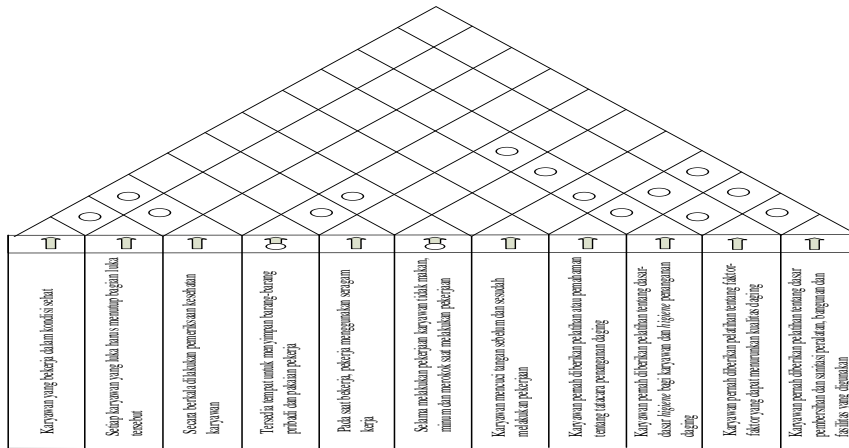 Karyawan yang bekerja dalam kondisi sehat
Setiap karyawan yang luka harus menutup bagian luka
tersebut
Secara berkala dilakukan pemeriksaan kesehatan
karyawan
Tersedia tempat untuk menyimpan barang-barang
pribadi dan pakaian pekerja
Pada saat bekerja, pekerja menggunakan seragam
kerja
Selama melakukan pekerjaan karyawan tidak makan,
minum dan merokok saat melakukan pekerjaan
Karyawan mencuci tangan sebelum dan sesudah
melakukan pekerjaan
Karyawan pernah diberikan pelatihan atau pemahaman
tentang tatacara penanganan daging
Karyawan pernah diberikan pelatihan tentang dasar-
dasar higiene bagi karyawan dan higiene penanganan
daging
Karyawan pernah diberikan pelatihan tentang faktor-
faktor yang dapat menurunkan kualitas daging
Karyawan pernah diberikan pelatihan tentang dasar
pembersihan dan sanitasi peralatan, bangunan dan
fasilitas yang digunakan